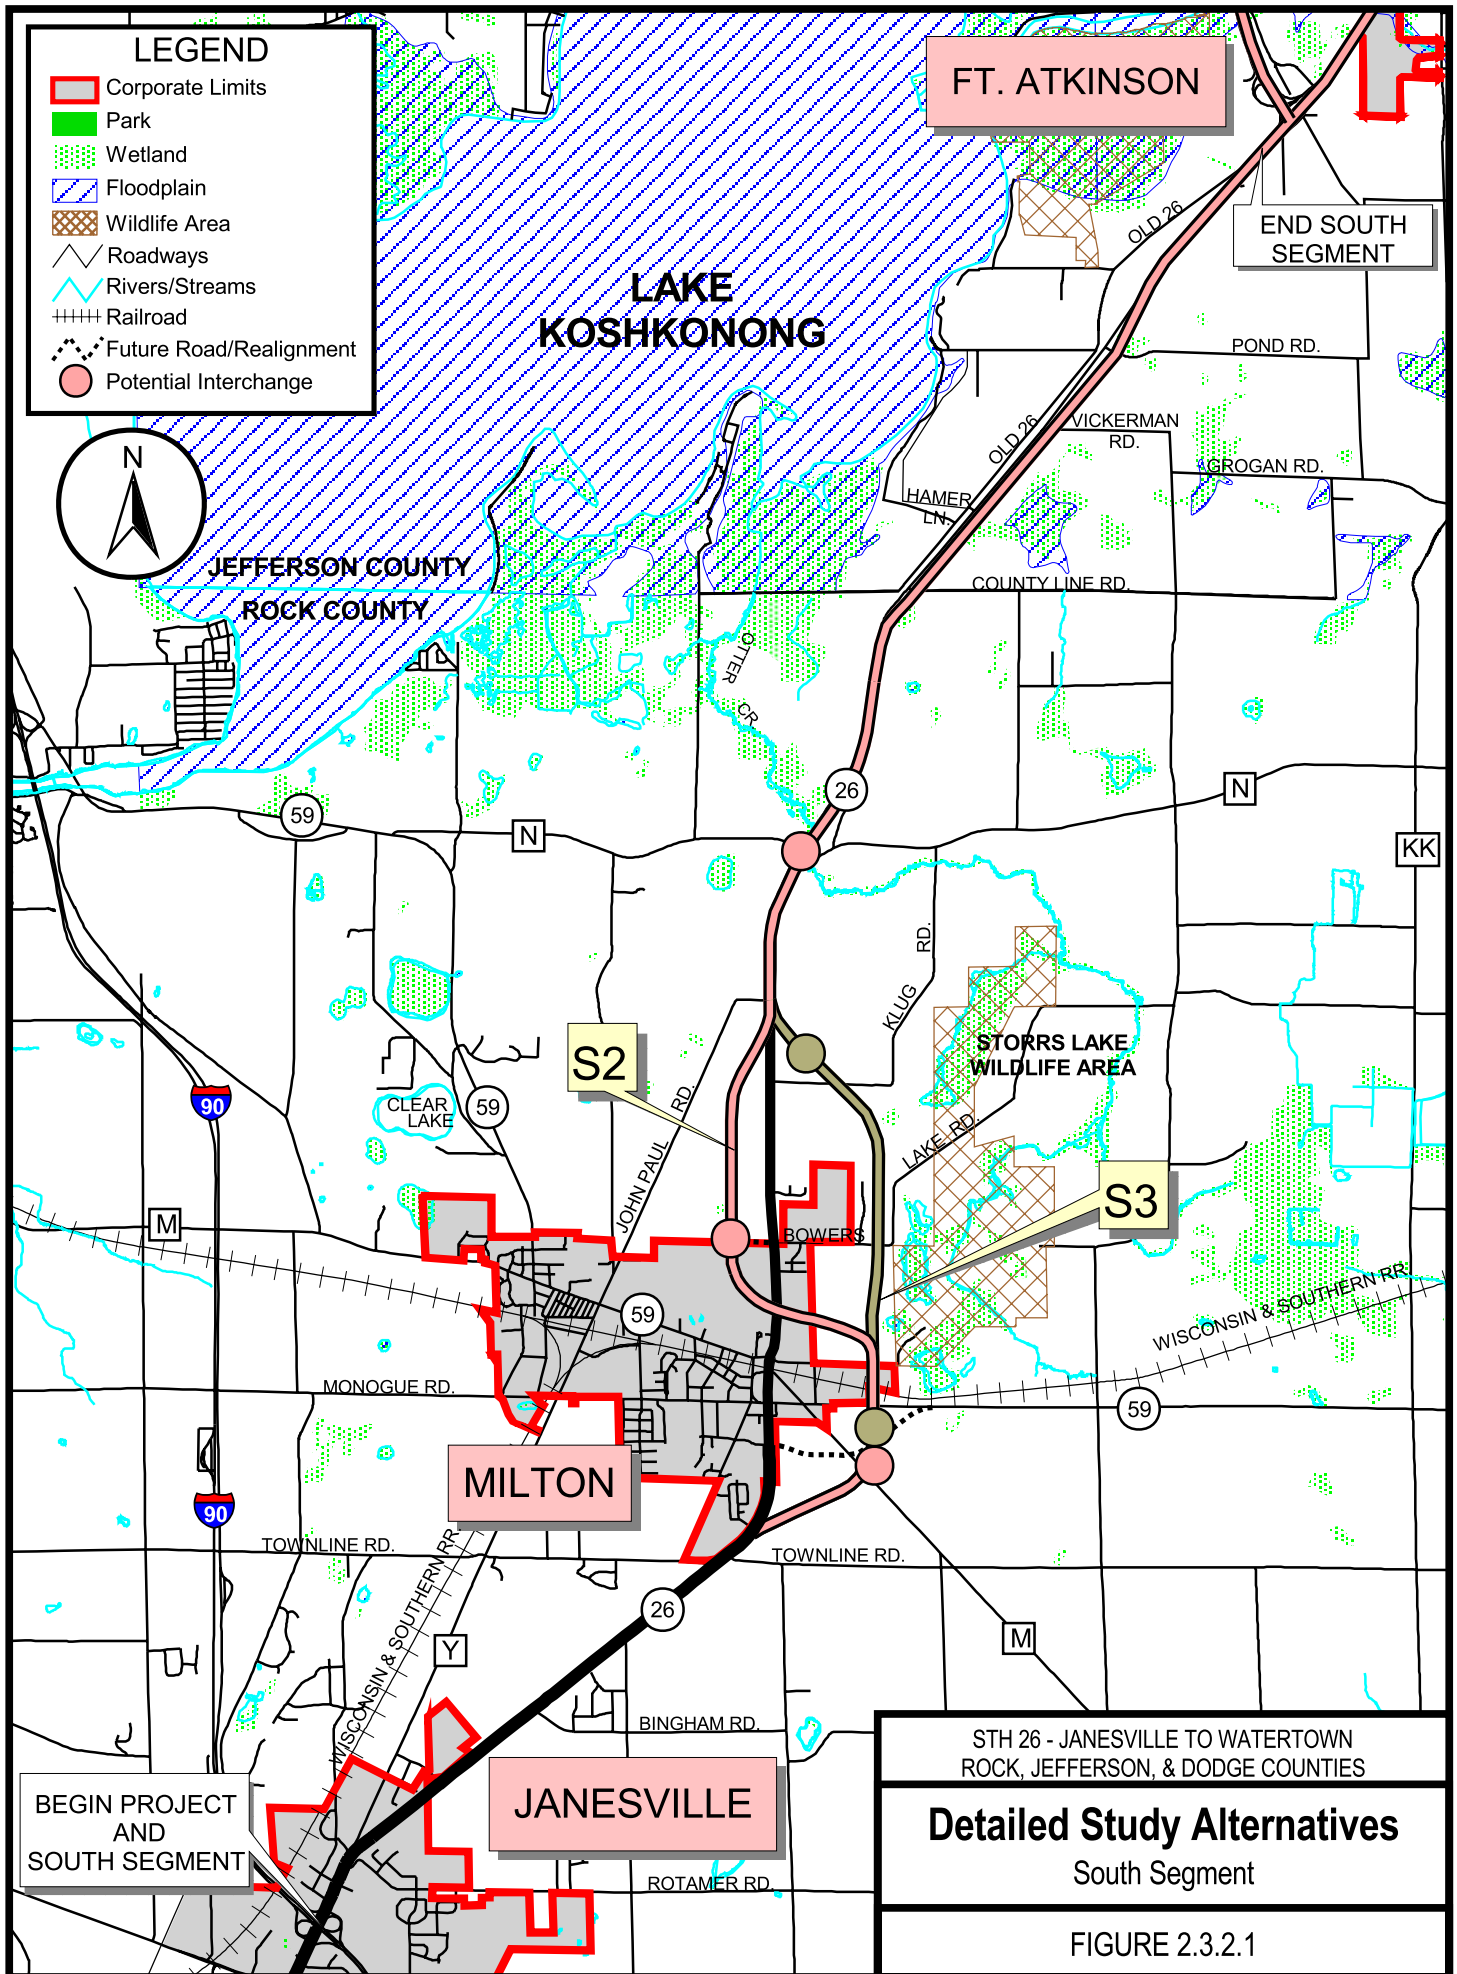 LEGEND
Corporate Limits
Park
Wetland
Floodplain
Wildlife Area
Roadways
Rivers/Streams
Railroad
Future Road/Realignment
Potential Interchange
FT. ATKINSON
END SOUTH
SEGMENT
OLD 26
LAKE
KOSHKONONG
POND RD.
VICKERMAN
RD.
OLD 26
GROGAN RD.
HAMER
LN.
N
JEFFERSON COUNTY
ROCK COUNTY
COUNTY LINE RD.
OTTER
CR
26
N
59
N
KK
KLUG
RD.
STORRS LAKE
WILDLIFE AREA
S2
90
CLEAR
LAKE
59
JOHN PAUL
RD.
LAKE RD.
S3
M
BOWERS
WISCONSIN & SOUTHERN RR.
59
MONOGUE RD.
59
MILTON
90
TOWNLINE RD.
TOWNLINE RD.
WISCONSIN & SOUTHERN RR.
26
Y
M
BINGHAM RD.
JANESVILLE
BEGIN PROJECT
AND
SOUTH SEGMENT
ROTAMER RD.
STH 26 - JANESVILLE TO WATERTOWN
ROCK, JEFFERSON, & DODGE COUNTIES
Detailed Study Alternatives
South Segment
FIGURE 2.3.2.1